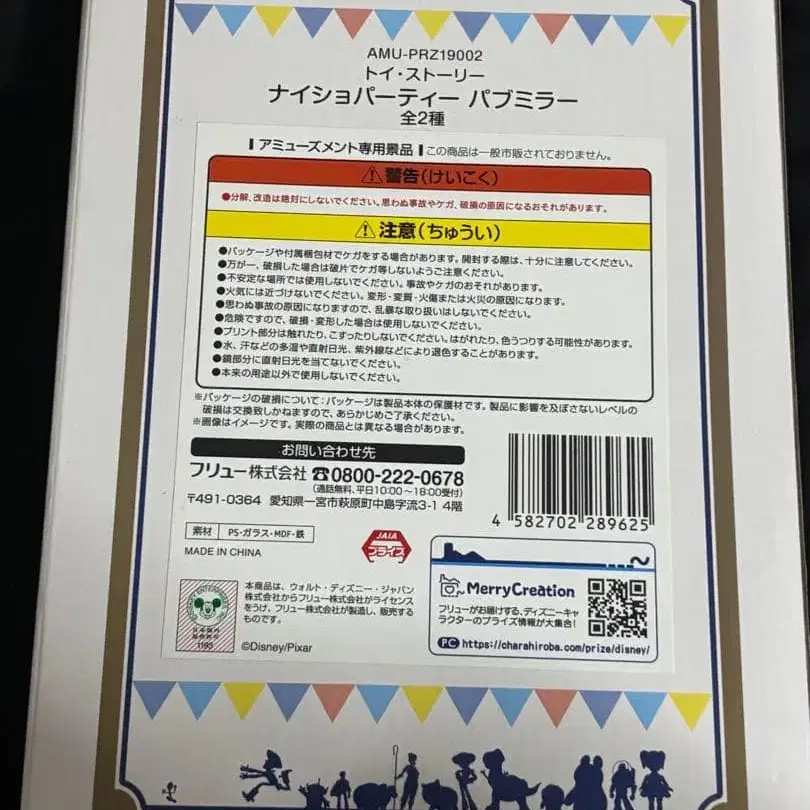 AMU-PRZ19002
トイ・ストーリー
ナイショパーティー パブミラー
全2種
アミューズメント専用景品 この商品は一般市販されておりません。
警告(けいこく)
●分解、改造は絶対にしないでください。思わぬ事故やケガ、破損の原因になるおそれがあります。
注意(ちゅうい)
●パッケージや付属梱包材でケガをする場合があります。開封する際は、十分に注意してください。
●万が一、破損した場合は破片でケガ等しないようご注意ください。
●不安定な場所では使用しないでください。事故やケガのおそれがあります。
●火気には近づけないでください。変形・変質・火傷または火災の原因になります。
●思わぬ事故の原因になりますので、乱暴な取り扱いはしないでください。
●危険ですので、破損・変形した場合は使用しないでください。
●プリント部分は触れたり、こすったりしないでください。はがれたり、色うつりする可能性があります。
●水、汗などの多湿や直射日光、紫外線などにより退色することがあります。
●鏡部分に直射日光を当てないでください。
●本来の用途以外で使用しないでください。
※パッケージの破損について:パッケージは製品本体の保護材です。製品に影響を及ぼさないレベルの
破損は交換致しかねますので、あらかじめご了承ください。
※画像はイメージです。実際の商品とは異なる場合があります。
お問い合わせ先
フリュー株式会社 ☎0800-222-0678
(通話無料、平日10:00~18:00受付)
〒491-0364 愛知県一宮市萩原町中島字流3-1 4階
4 582702 289625
素材 PS・ガラス・MDF・鉄
MADE IN CHINA
JAIA
プライズ
本商品は、ウォルト・ディズニー・ジャパン
株式会社からフリュー株式会社がライセンス
をうけ、フリュー株式会社が製造し、販売する
ものです。
©Disney/Pixar
1190
MerryCreation
フリューがお届けする、ディズニーキャ
ラクターのプライズ情報が大集合!
PC https://charahiroba.com/prize/disney/